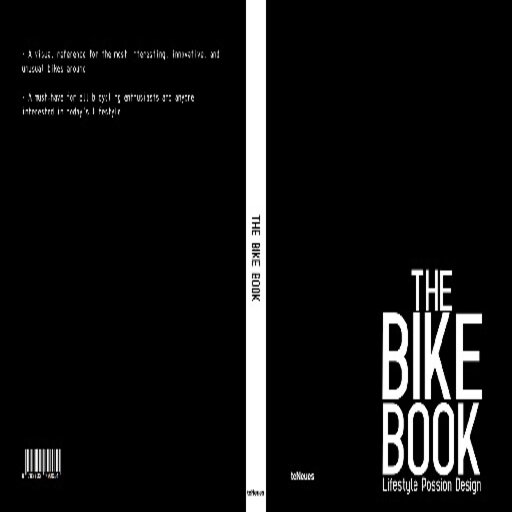 - A visual reference for the most interesting, innovative, and
unusual bikes around
- A must-have for all bicycling enthusiasts and anyone
interested in today's lifestyle
THE BIKE BOOK
teNeues
teNeues
THE
BIKE
BOOK
Lifestyle Passion Design